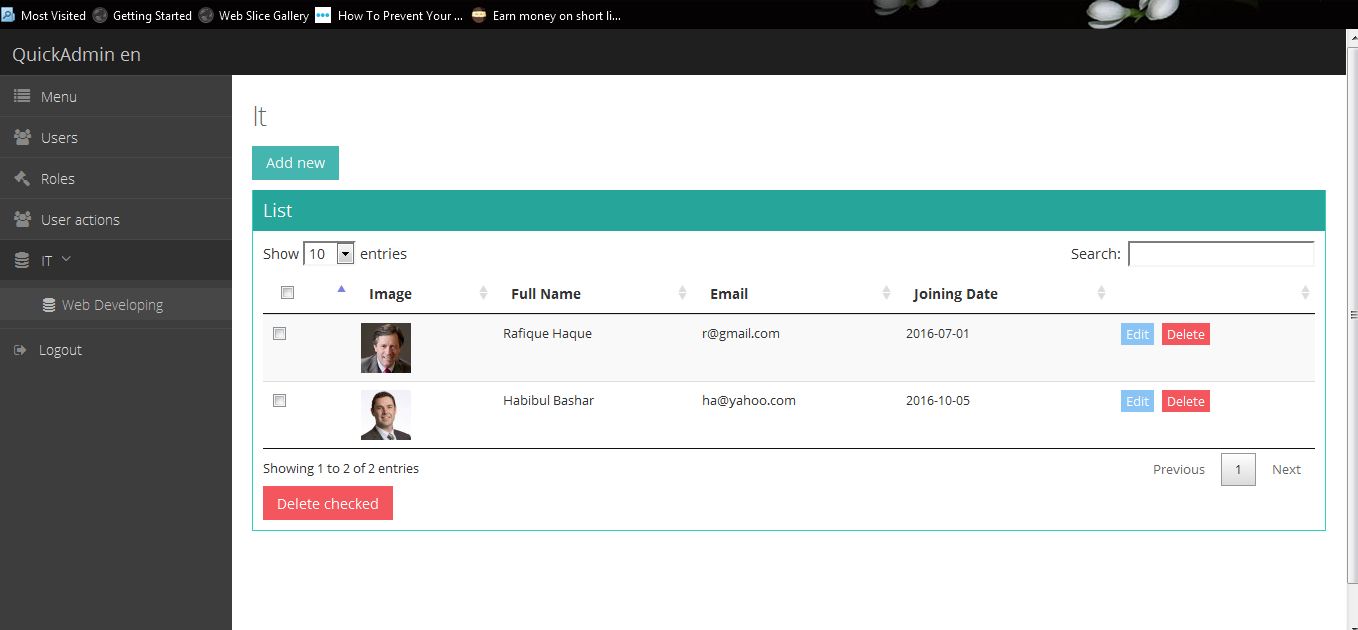 Most Visited Getting Started Web Slice Gallery How To Prevent Your ... Earn money on short li...
QuickAdmin en
Menu
Users
Roles
User actions
IT
Web Developing
Logout
It
Add new
List
Show 10 entries Search:
Image Full Name Email Joining Date
Rafique Haque r@gmail.com 2016-07-01 Edit Delete
Habibul Bashar ha@yahoo.com 2016-10-05 Edit Delete
Showing 1 to 2 of 2 entries Previous 1 Next
Delete checked